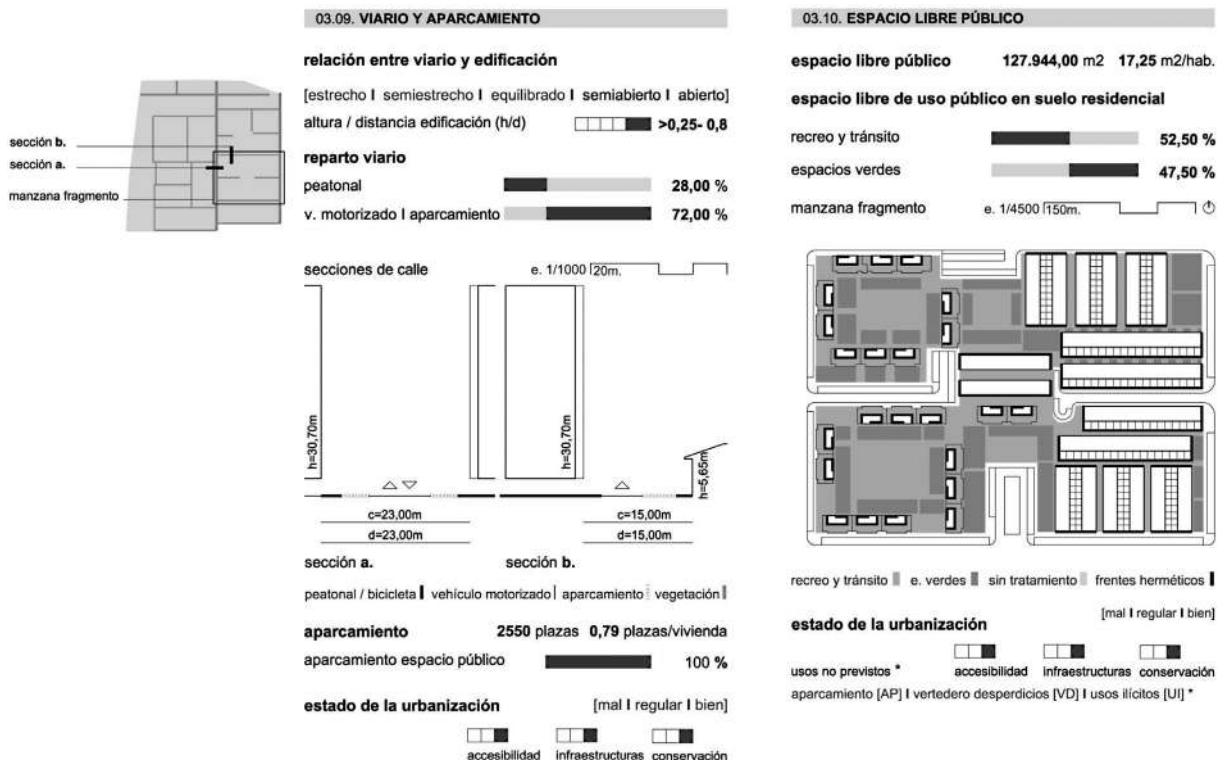 03.09. VIARIO Y APARCAMIENTO
relación entre viario y edificación
[estrecho I semiestrecho I equilibrado I semiabierto I abierto]
altura / distancia edificación (h/d) >0,25- 0,8
reparto viario
peatonal 28,00 %
v. motorizado I aparcamiento 72,00 %
sección b.
sección a.
manzana fragmento
secciones de calle e. 1/1000 20m.
h=30,70m
h=30,70m
h=5,65m
c=23,00m
d=23,00m
c=15,00m
d=15,00m
sección a. sección b.
peatonal / bicicleta vehículo motorizado aparcamiento vegetación
aparcamiento 2550 plazas 0,79 plazas/vivienda
aparcamiento espacio público 100 %
estado de la urbanización [mal I regular I bien]
accesibilidad infraestructuras conservación
03.10. ESPACIO LIBRE PÚBLICO
espacio libre público 127.944,00 m2 17,25 m2/hab.
espacio libre de uso público en suelo residencial
recreo y tránsito 52,50 %
espacios verdes 47,50 %
manzana fragmento e. 1/4500 150m.
recreo y tránsito e. verdes sin tratamiento frentes herméticos
[mal I regular I bien]
estado de la urbanización
usos no previstos * accesibilidad infraestructuras conservación
aparcamiento [AP] I vertedero desperdicios [VD] I usos ilícitos [UI] *